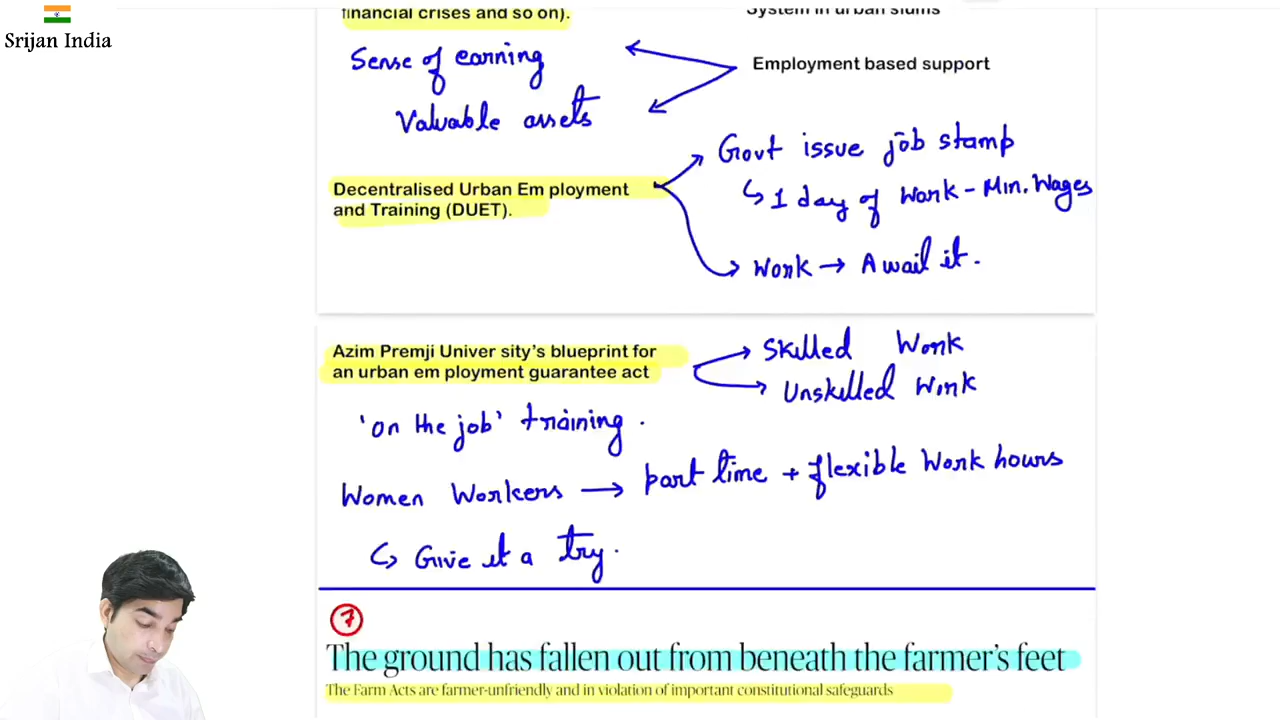 Srijan India
financial crises and so on).
System in urban slums
Sense of earning
Employment based support
Valuable assets
Govt issue job stamp
↳ 1 day of Work - Min. Wages
Decentralised Urban Em ployment
and Training (DUET).
Work → Avail it.
Azim Premji Univer sity's blueprint for
an urban em ployment guarantee act
Skilled Work
Unskilled Work
'on the job' training.
Women Workers → part time + flexible Work hours
↳ Give it a try.
7
The ground has fallen out from beneath the farmer's feet
The Farm Acts are farmer-unfriendly and in violation of important constitutional safeguards